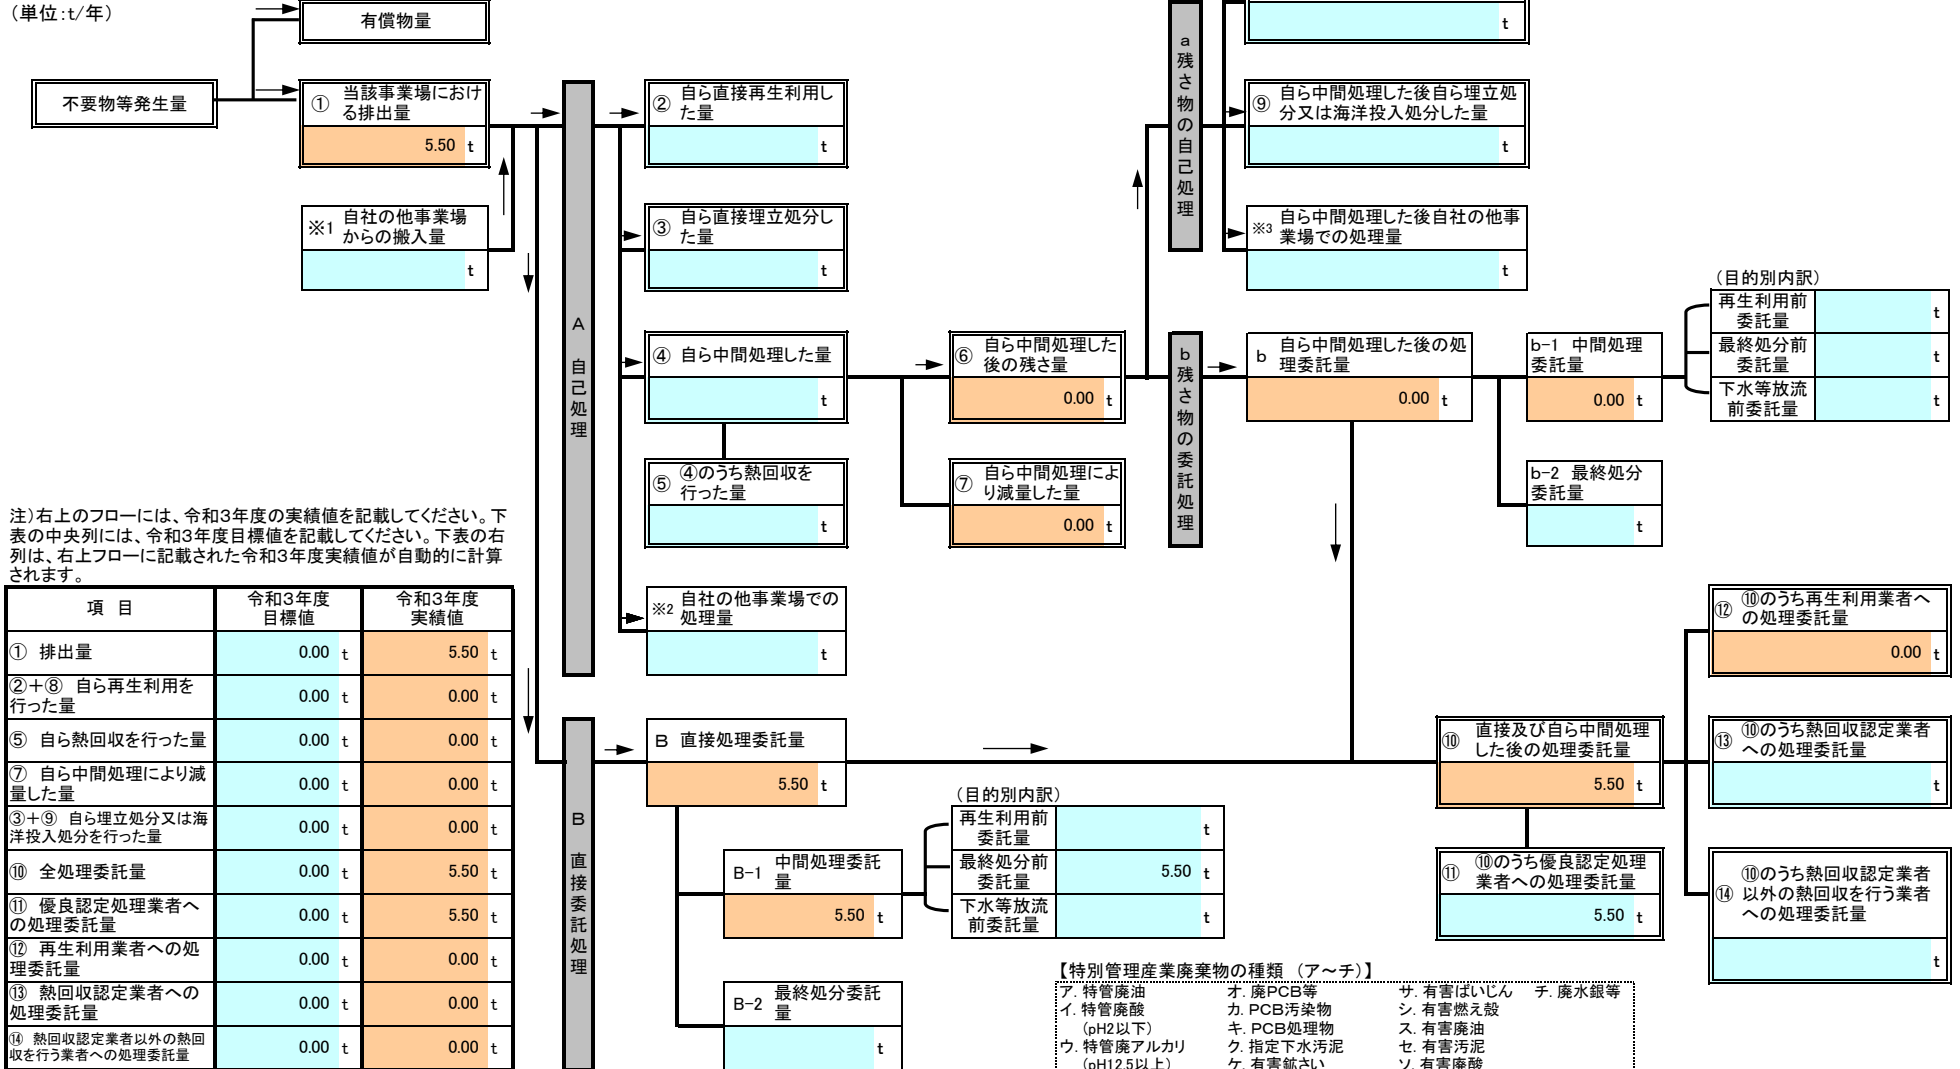 （単位:t/年）
有償物量
t
不要物等発生量
① 当該事業場におけ
る排出量
5.50 t
※1 自社の他事業場
からの搬入量
t
A 自己処理
② 自ら直接再生利用し
た量
t
③ 自ら直接埋立処分し
た量
t
④ 自ら中間処理した量
t
⑤ ④のうち熱回収を
行った量
t
※2 自社の他事業場での
処理量
t
⑥ 自ら中間処理した
後の残さ量
0.00 t
⑦ 自ら中間処理によ
り減量した量
0.00 t
a 残さ物の自己処理
⑨ 自ら中間処理した後自ら埋立処
分又は海洋投入処分した量
t
※3 自ら中間処理した後自社の他事
業場での処理量
t
b 残さ物の委託処理
b 自ら中間処理した後の処
理委託量
0.00 t
b-1 中間処理
委託量
0.00 t
b-2 最終処分
委託量
t
（目的別内訳）
再生利用前
委託量
t
最終処分前
委託量
t
下水等放流
前委託量
t
注）右上のフローには、令和３年度の実績値を記載してください。下
表の中央列には、令和３年度目標値を記載してください。下表の右
列は、右上フローに記載された令和３年度実績値が自動的に計算
されます。
項 目 令和３年度
目標値 令和３年度
実績値
① 排出量 0.00 t 5.50 t
②＋⑧ 自ら再生利用を
行った量 0.00 t 0.00 t
⑤ 自ら熱回収を行った量 0.00 t 0.00 t
⑦ 自ら中間処理により減
量した量 0.00 t 0.00 t
③＋⑨ 自ら埋立処分又は海
洋投入処分を行った量 0.00 t 0.00 t
⑩ 全処理委託量 0.00 t 5.50 t
⑪ 優良認定処理業者へ
の処理委託量 0.00 t 5.50 t
⑫ 再生利用業者への処
理委託量 0.00 t 0.00 t
⑬ 熱回収認定業者への
処理委託量 0.00 t 0.00 t
⑭ 熱回収認定業者以外の熱回
収を行う業者への処理委託量 0.00 t 0.00 t
B 直接委託処理
B 直接処理委託量
5.50 t
B-1 中間処理委託
量
5.50 t
B-2 最終処分委託
量
t
（目的別内訳）
再生利用前
委託量
t
最終処分前
委託量
5.50 t
下水等放流
前委託量
t
⑩ 直接及び自ら中間処理
した後の処理委託量
5.50 t
⑪ ⑩のうち優良認定処理
業者への処理委託量
5.50 t
⑫ ⑩のうち再生利用業者へ
の処理委託量
0.00 t
⑬ ⑩のうち熱回収認定業者
への処理委託量
t
⑭ ⑩のうち熱回収認定業者
以外の熱回収を行う業者
への処理委託量
t
【特別管理産業廃棄物の種類 （ア～チ）】
ア. 特管廃油 オ. 廃PCB等 サ. 有害ばいじん チ. 廃水銀等
イ. 特管廃酸 カ. PCB汚染物 シ. 有害燃え殻
（pH2以下） キ. PCB処理物 ス. 有害廃油
ウ. 特管廃アルカリ ク. 指定下水汚泥 セ. 有害汚泥
（pH12.5以上） ケ. 有害鉱さい ソ. 有害廃酸